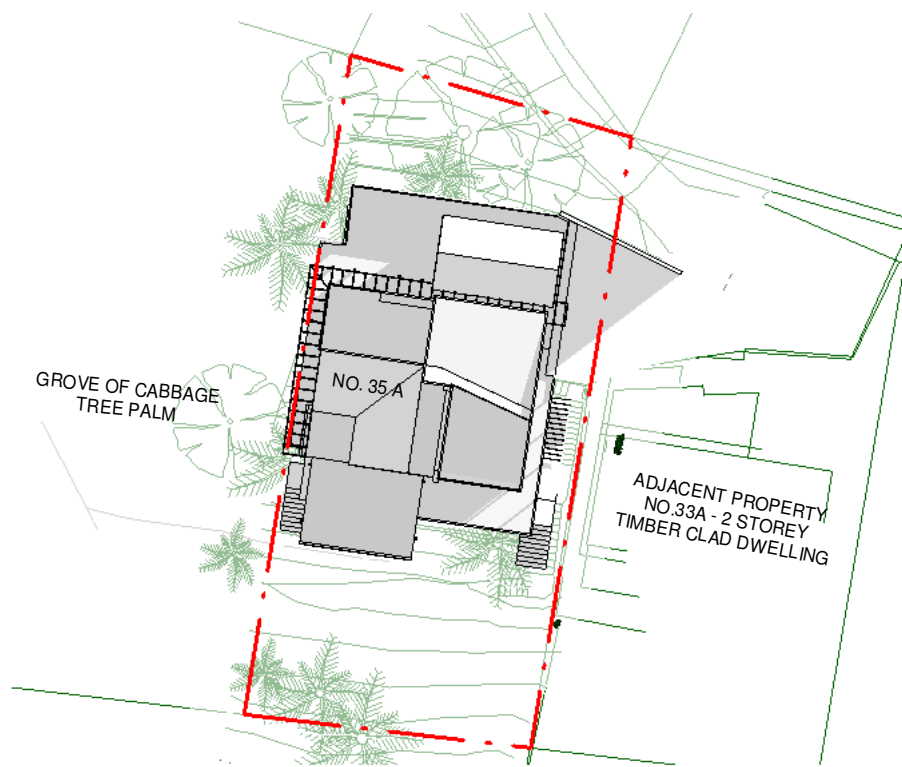 GROVE OF CABBAGE
TREE PALM
NO. 35 A
ADJACENT PROPERTY
NO.33A - 2 STOREY
TIMBER CLAD DWELLING